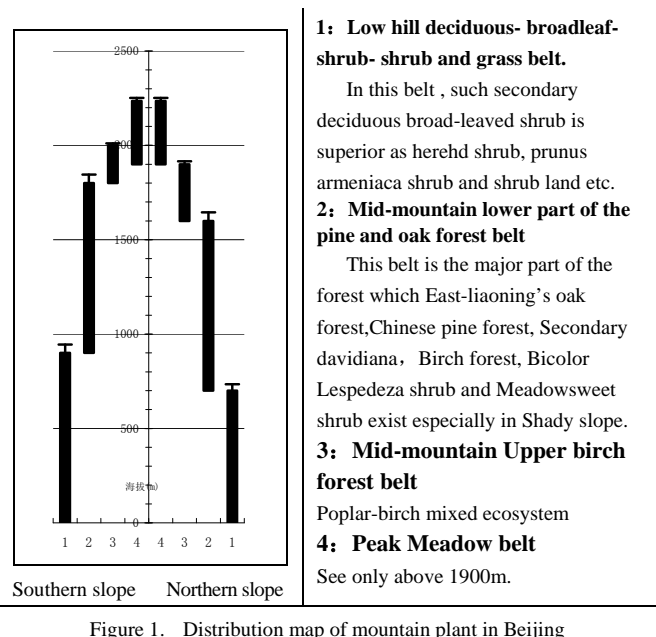 2500
2000
1500
1000
500
海拔(m)
0
1 2 3 4 4 3 2 1
Southern slope Northern slope
1：Low hill deciduous- broadleaf-
shrub- shrub and grass belt.
In this belt , such secondary
deciduous broad-leaved shrub is
superior as herehd shrub, prunus
armeniaca shrub and shrub land etc.
2：Mid-mountain lower part of the
pine and oak forest belt
This belt is the major part of the
forest which East-liaoning’s oak
forest,Chinese pine forest, Secondary
davidiana，Birch forest, Bicolor
Lespedeza shrub and Meadowsweet
shrub exist especially in Shady slope.
3：Mid-mountain Upper birch
forest belt
Poplar-birch mixed ecosystem
4：Peak Meadow belt
See only above 1900m.
Figure 1. Distribution map of mountain plant in Beijing